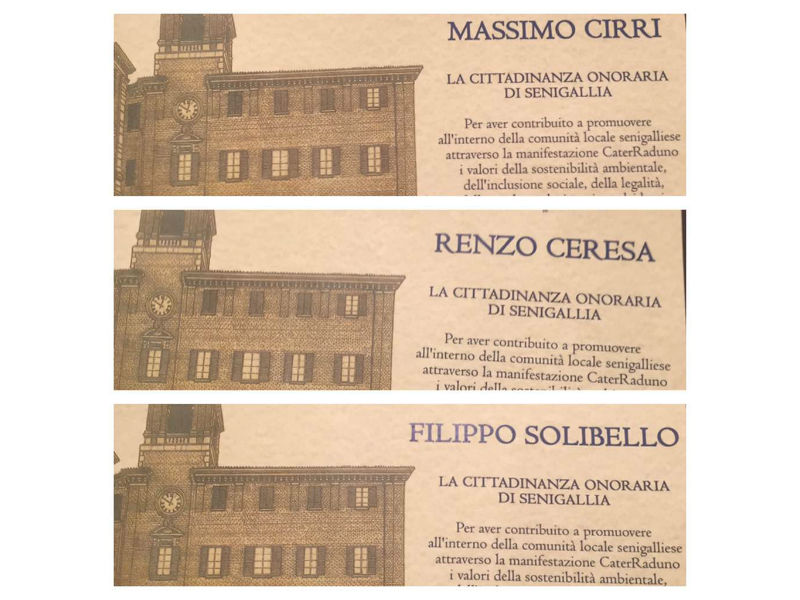 MASSIMO CIRRI
LA CITTADINANZA ONORARIA
DI SENIGALLIA
Per aver contribuito a promuovere
all'interno della comunità locale senigalliese
attraverso la manifestazione CaterRaduno
i valori della sostenibilità ambientale,
dell'inclusione sociale, della legalità,
RENZO CERESA
LA CITTADINANZA ONORARIA
DI SENIGALLIA
Per aver contribuito a promuovere
all'interno della comunità locale senigalliese
attraverso la manifestazione CaterRaduno
i valori della sostenibilità
FILIPPO SOLIBELLO
LA CITTADINANZA ONORARIA
DI SENIGALLIA
Per aver contribuito a promuovere
all'interno della comunità locale senigalliese
attraverso la manifestazione CaterRaduno
i valori della sostenibilità ambientale,